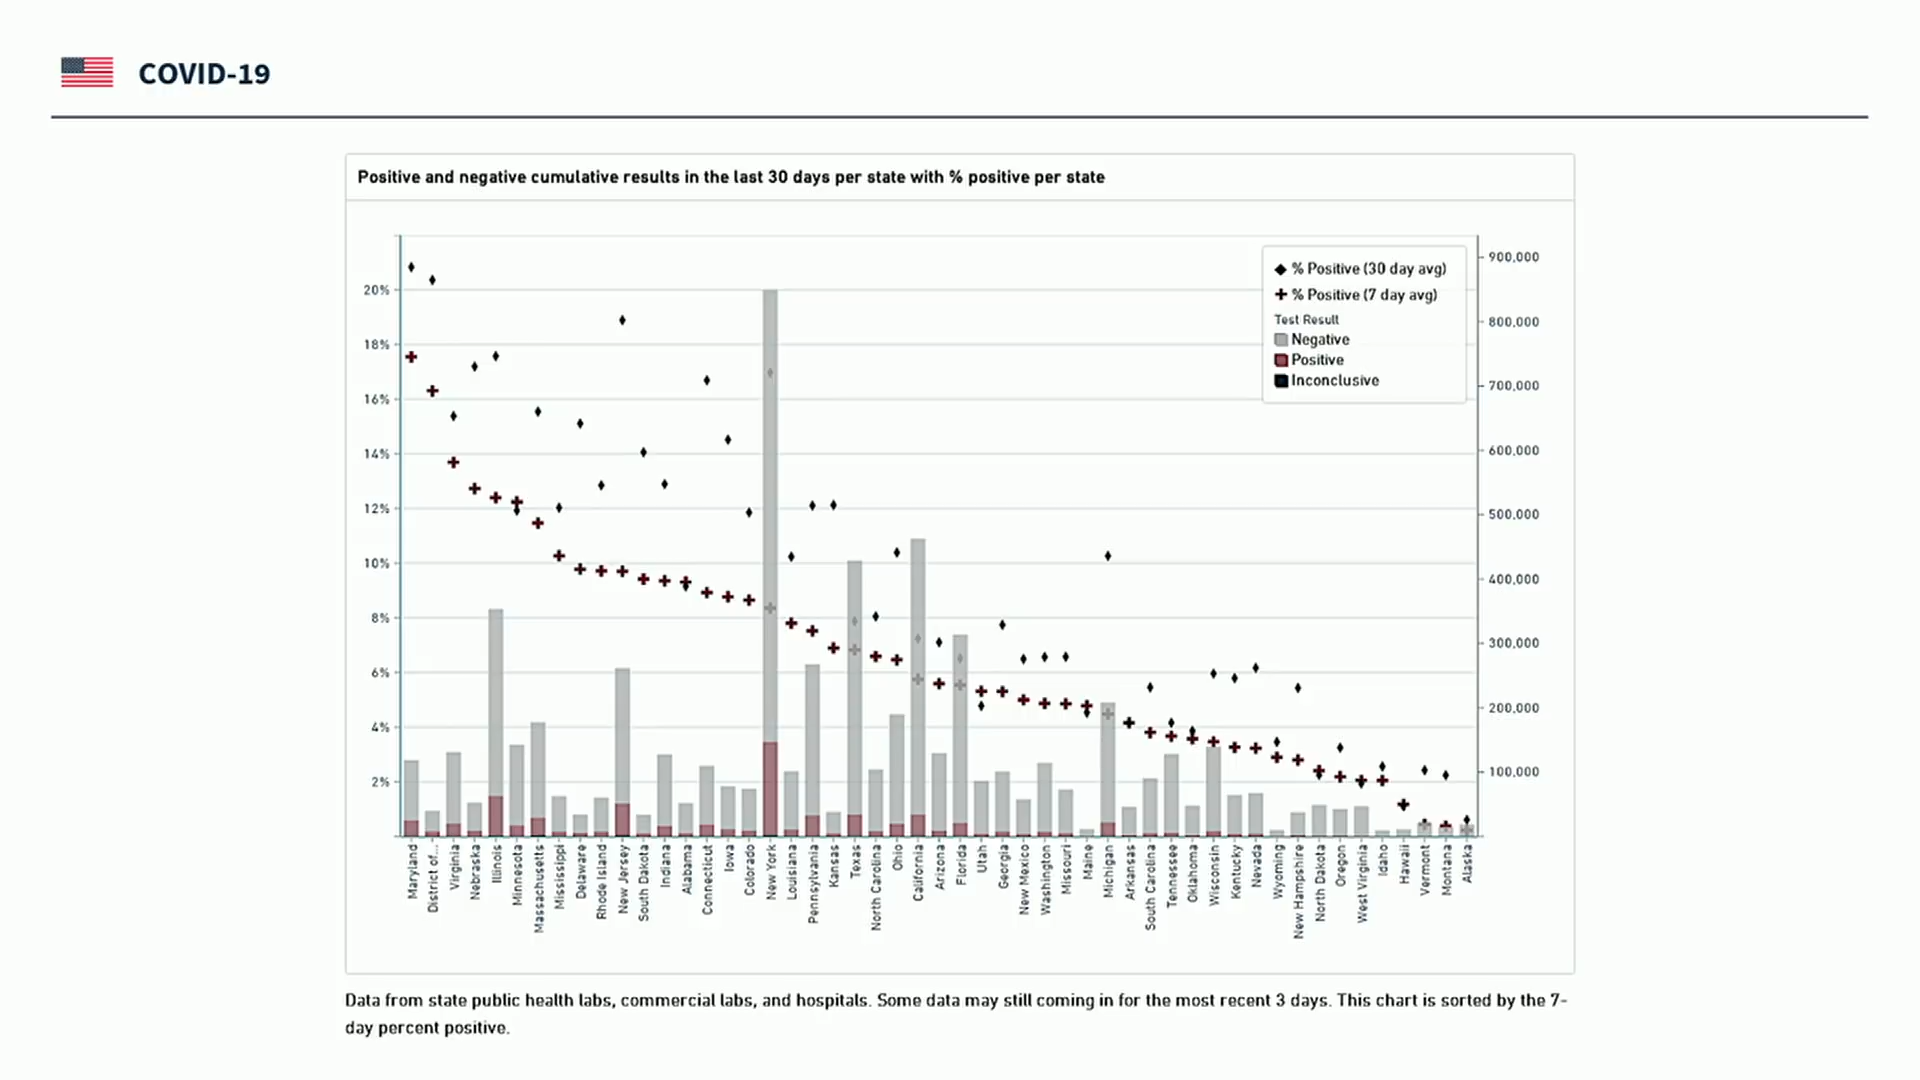 COVID-19
Positive and negative cumulative results in the last 30 days per state with % positive per state
20%
18%
16%
14%
12%
10%
8%
6%
4%
2%
900,000
800,000
700,000
600,000
500,000
400,000
300,000
200,000
100,000
% Positive (30 day avg)
% Positive (7 day avg)
Test Result
Negative
Positive
Inconclusive
Maryland
District of...
Virginia
Nebraska
Illinois
Minnesota
Massachusetts
Mississippi
Delaware
Rhode Island
New Jersey
South Dakota
Indiana
Alabama
Connecticut
Iowa
Colorado
New York
Louisiana
Pennsylvania
Kansas
Texas
North Carolina
Ohio
California
Arizona
Florida
Utah
Georgia
New Mexico
Washington
Missouri
Maine
Michigan
Arkansas
South Carolina
Tennessee
Oklahoma
Wisconsin
Kentucky
Nevada
Wyoming
New Hampshire
North Dakota
Oregon
West Virginia
Idaho
Hawaii
Vermont
Montana
Alaska
Data from state public health labs, commercial labs, and hospitals. Some data may still coming in for the most recent 3 days. This chart is sorted by the 7-
day percent positive.